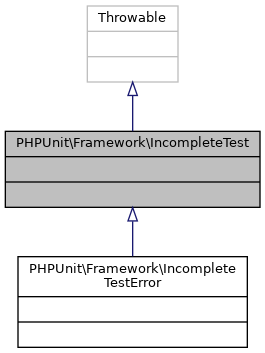 Throwable
PHPUnit\Framework\IncompleteTest
PHPUnit\Framework\Incomplete
TestError